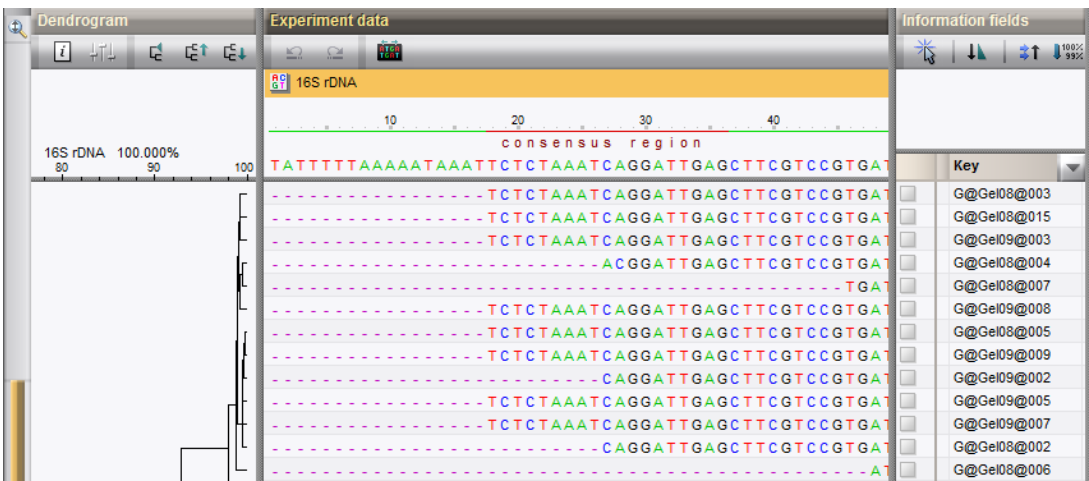 Dendrogram
Experiment data
Information fields
100%
99%
16S rDNA
10 20 30 40
consensus region
16S rDNA 100.000%
80 90 100
TATTTTTAAAAATAAATTCTCTAAATCAGGATTGAGCTTCGTCCGTGAT
Key
-----------------TCTCTAAATCAGGATTGAGCTTCGTCCGTGAT G@Gel08@003
-----------------TCTCTAAATCAGGATTGAGCTTCGTCCGTGAT G@Gel08@015
-----------------TCTCTAAATCAGGATTGAGCTTCGTCCGTGAT G@Gel09@003
--------------------------ACGGATTGAGCTTCGTCCGTGAT G@Gel08@004
---------------------------------------------TGAT G@Gel08@007
-----------------TCTCTAAATCAGGATTGAGCTTCGTCCGTGAT G@Gel09@008
-----------------TCTCTAAATCAGGATTGAGCTTCGTCCGTGAT G@Gel08@005
-----------------TCTCTAAATCAGGATTGAGCTTCGTCCGTGAT G@Gel09@009
--------------------------CAGGATTGAGCTTCGTCCGTGAT G@Gel09@002
-----------------TCTCTAAATCAGGATTGAGCTTCGTCCGTGAT G@Gel09@005
-----------------TCTCTAAATCAGGATTGAGCTTCGTCCGTGAT G@Gel09@007
--------------------------CAGGATTGAGCTTCGTCCGTGAT G@Gel08@002
-----------------------------------------------AT G@Gel08@006